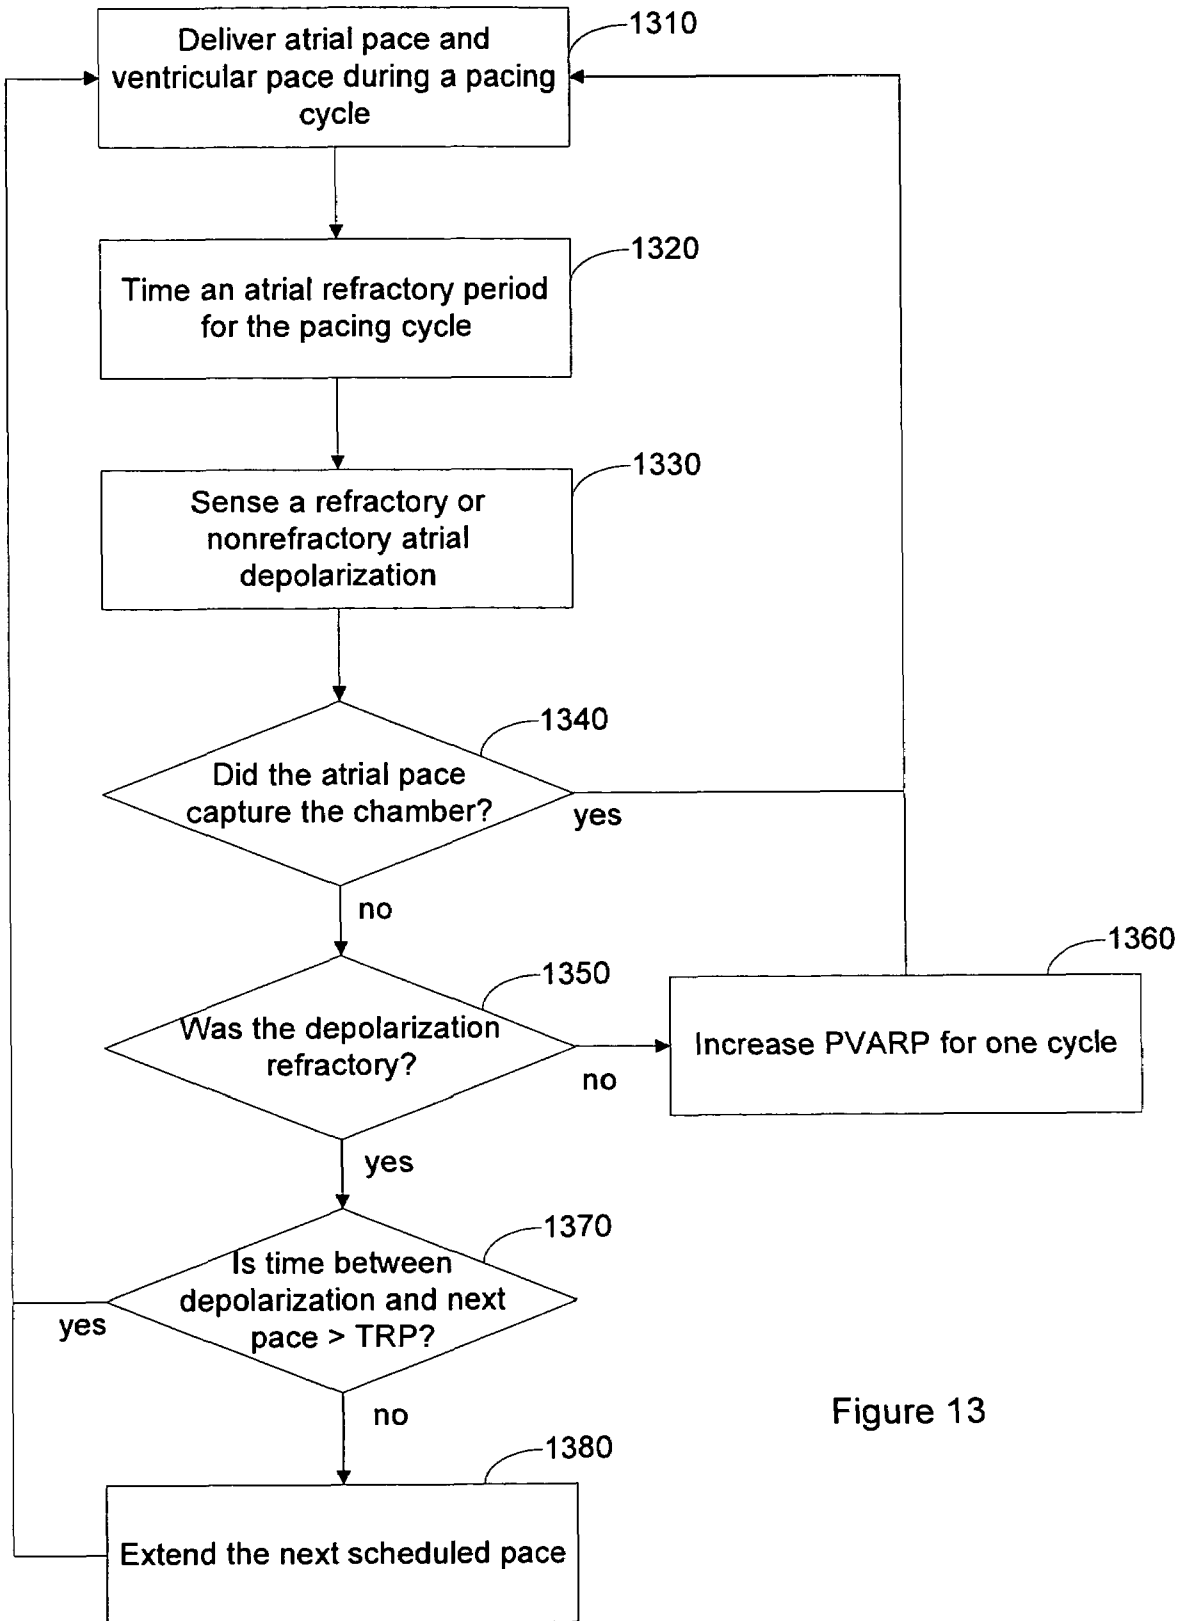 Deliver atrial pace and
ventricular pace during a pacing
cycle
1310
Time an atrial refractory period
for the pacing cycle
1320
Sense a refractory or
nonrefractory atrial
depolarization
1330
Did the atrial pace
capture the chamber?
1340
yes
no
Was the depolarization
refractory?
1350
no
Increase PVARP for one cycle
1360
yes
Is time between
depolarization and next
pace > TRP?
1370
yes
no
Extend the next scheduled pace
1380
Figure 13